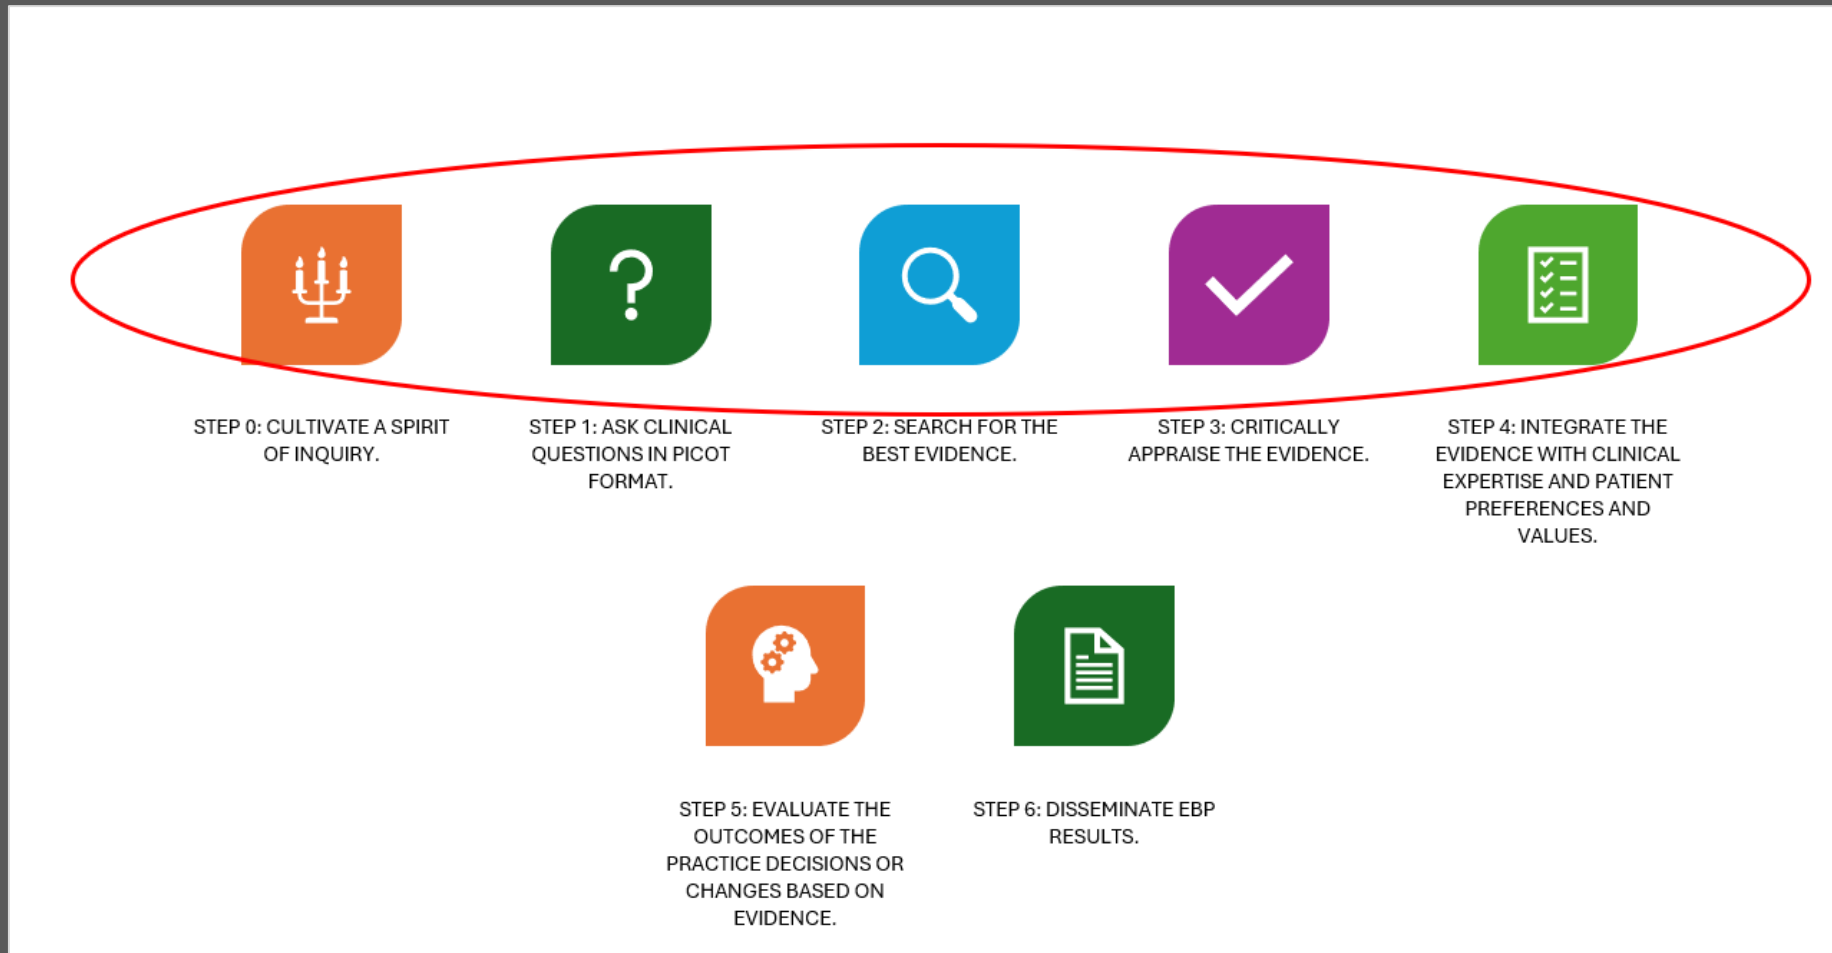 STEP 0: CULTIVATE A SPIRIT
OF INQUIRY.
STEP 1: ASK CLINICAL
QUESTIONS IN PICOT
FORMAT.
STEP 2: SEARCH FOR THE
BEST EVIDENCE.
STEP 3: CRITICALLY
APPRAISE THE EVIDENCE.
STEP 4: INTEGRATE THE
EVIDENCE WITH CLINICAL
EXPERTISE AND PATIENT
PREFERENCES AND
VALUES.
STEP 5: EVALUATE THE
OUTCOMES OF THE
PRACTICE DECISIONS OR
CHANGES BASED ON
EVIDENCE.
STEP 6: DISSEMINATE EBP
RESULTS.